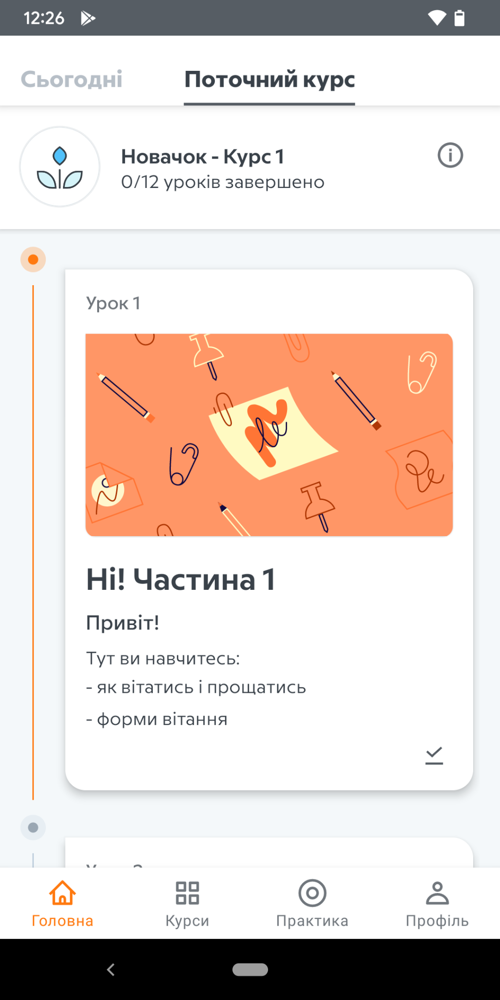 12:26
Сьогодні
Поточний курс
Новачок - Курс 1
0/12 уроків завершено
Урок 1
Hi! Частина 1
Привіт!
Тут ви навчитесь:
- як вітатись і прощатись
- форми вітання
Головна
Курси
Практика
Профіль